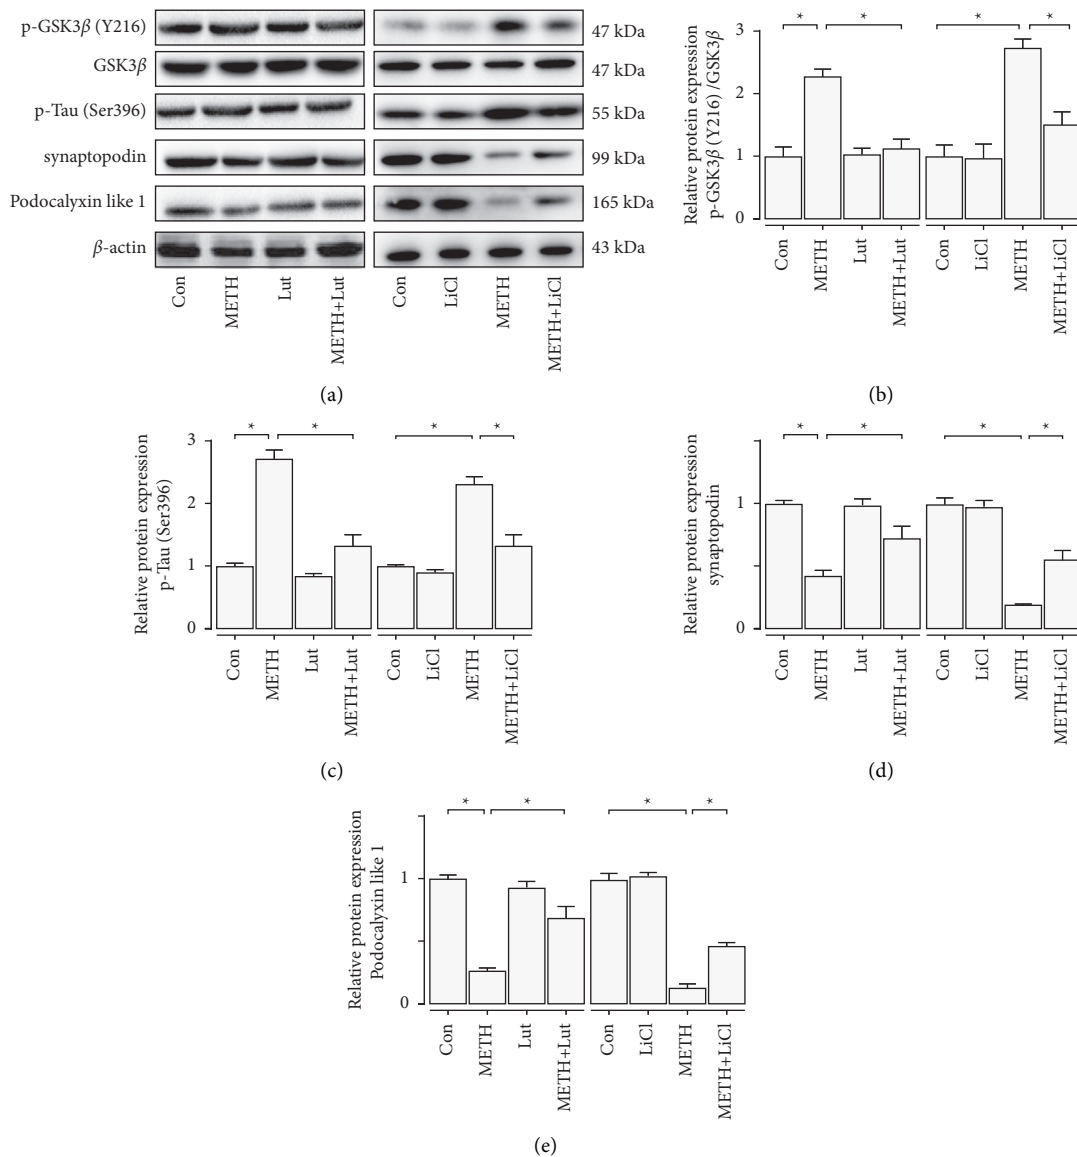 p-GSK3β (Y216)
47 kDa
GSK3β
47 kDa
p-Tau (Ser396)
55 kDa
synaptopodin
99 kDa
Podocalyxin like 1
165 kDa
β-actin
43 kDa
Con
METH
Lut
METH+Lut
Con
LiCl
METH
METH+LiCl
(a)
Relative protein expression
p-GSK3β (Y216) /GSK3β
3
2
1
0
*
*
*
*
Con
METH
Lut
METH+Lut
Con
LiCl
METH
METH+LiCl
(b)
Relative protein expression
p-Tau (Ser396)
3
2
1
0
*
*
*
*
Con
METH
Lut
METH+Lut
Con
LiCl
METH
METH+LiCl
(c)
Relative protein expression
synaptopodin
1
0
*
*
*
*
Con
METH
Lut
METH+Lut
Con
LiCl
METH
METH+LiCl
(d)
Relative protein expression
Podocalyxin like 1
1
0
*
*
*
*
Con
METH
Lut
METH+Lut
Con
LiCl
METH
METH+LiCl
(e)